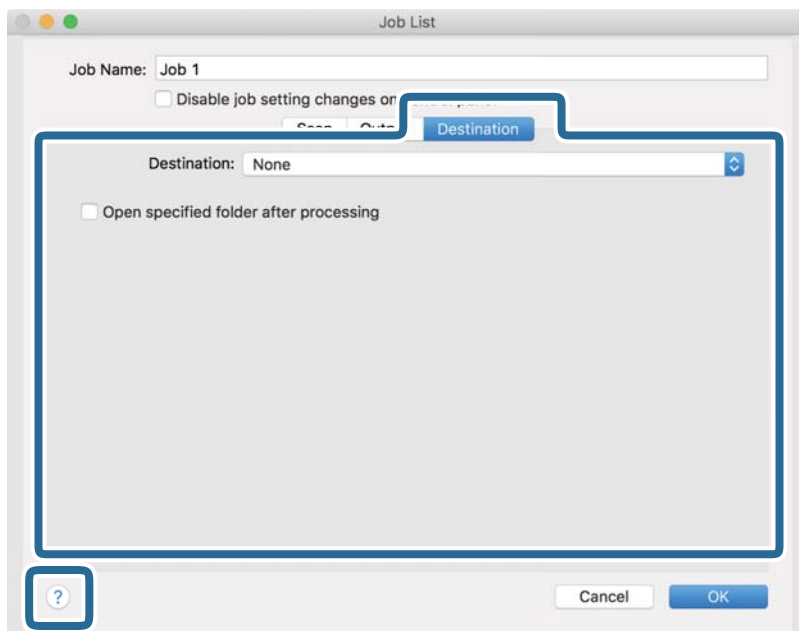 Job List
Job Name: Job 1
Disable job setting changes on
Destination
Destination: None
Open specified folder after processing
? Cancel OK